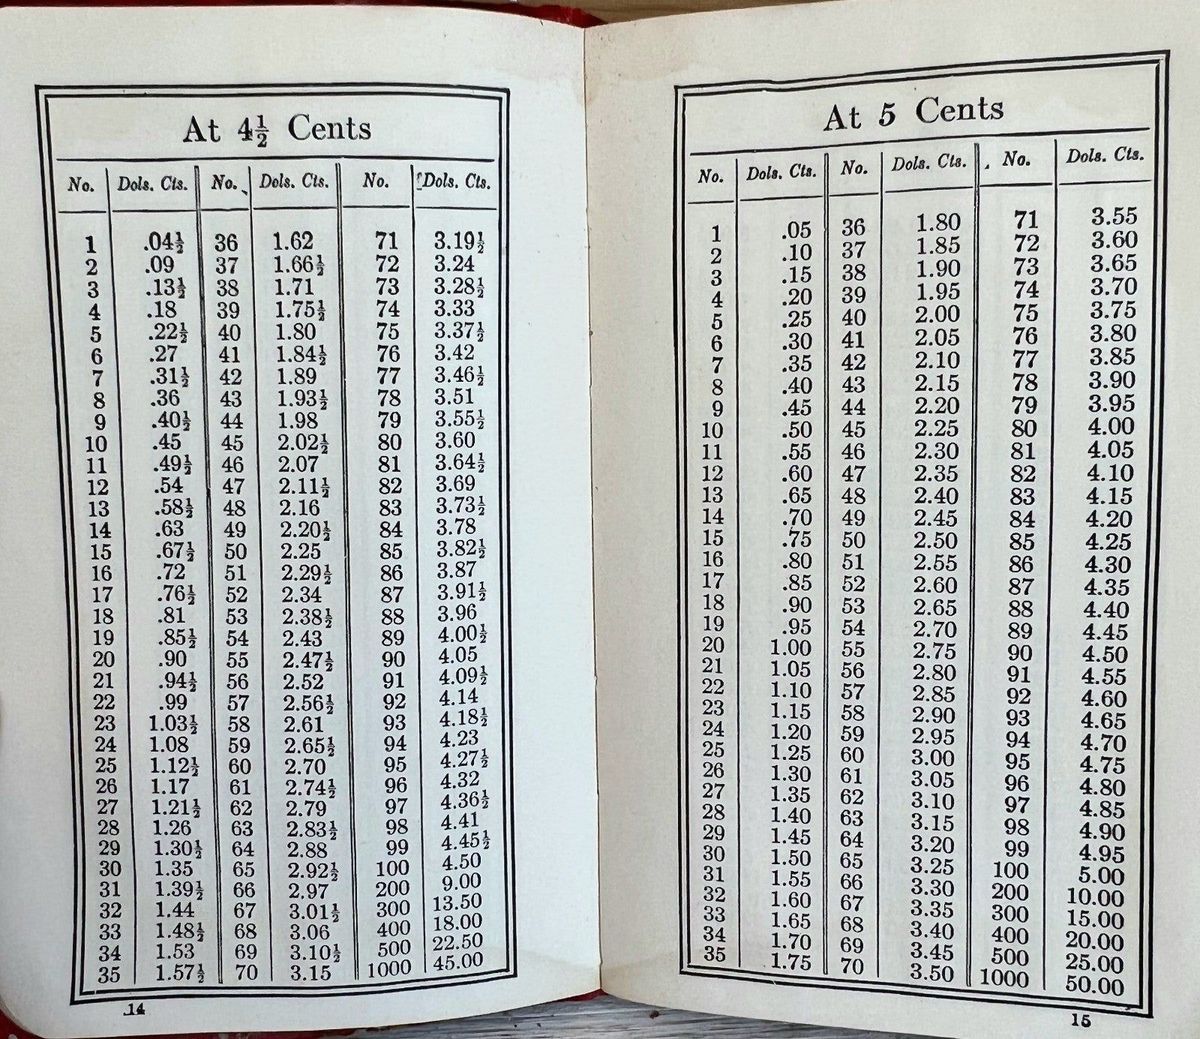 At 4½ Cents
No. Dols. Cts. No. Dols. Cts. No. Dols. Cts.
1 .04½ 36 1.62 71 3.19½
2 .09 37 1.66½ 72 3.24
3 .13½ 38 1.71 73 3.28½
4 .18 39 1.75½ 74 3.33
5 .22½ 40 1.80 75 3.37½
6 .27 41 1.84½ 76 3.42
7 .31½ 42 1.89 77 3.46½
8 .36 43 1.93½ 78 3.51
9 .40½ 44 1.98 79 3.55½
10 .45 45 2.02½ 80 3.60
11 .49½ 46 2.07 81 3.64½
12 .54 47 2.11½ 82 3.69
13 .58½ 48 2.16 83 3.73½
14 .63 49 2.20½ 84 3.78
15 .67½ 50 2.25 85 3.82½
16 .72 51 2.29½ 86 3.87
17 .76½ 52 2.34 87 3.91½
18 .81 53 2.38½ 88 3.96
19 .85½ 54 2.43 89 4.00½
20 .90 55 2.47½ 90 4.05
21 .94½ 56 2.52 91 4.09½
22 .99 57 2.56½ 92 4.14
23 1.03½ 58 2.61 93 4.18½
24 1.08 59 2.65½ 94 4.23
25 1.12½ 60 2.70 95 4.27½
26 1.17 61 2.74½ 96 4.32
27 1.21½ 62 2.79 97 4.36½
28 1.26 63 2.83½ 98 4.41
29 1.30½ 64 2.88 99 4.45½
30 1.35 65 2.92½ 100 4.50
31 1.39½ 66 2.97 200 9.00
32 1.44 67 3.01½ 300 13.50
33 1.48½ 68 3.06 400 18.00
34 1.53 69 3.10½ 500 22.50
35 1.57½ 70 3.15 1000 45.00
14
At 5 Cents
No. Dols. Cts. No. Dols. Cts. No. Dols. Cts.
1 .05 36 1.80 71 3.55
2 .10 37 1.85 72 3.60
3 .15 38 1.90 73 3.65
4 .20 39 1.95 74 3.70
5 .25 40 2.00 75 3.75
6 .30 41 2.05 76 3.80
7 .35 42 2.10 77 3.85
8 .40 43 2.15 78 3.90
9 .45 44 2.20 79 3.95
10 .50 45 2.25 80 4.00
11 .55 46 2.30 81 4.05
12 .60 47 2.35 82 4.10
13 .65 48 2.40 83 4.15
14 .70 49 2.45 84 4.20
15 .75 50 2.50 85 4.25
16 .80 51 2.55 86 4.30
17 .85 52 2.60 87 4.35
18 .90 53 2.65 88 4.40
19 .95 54 2.70 89 4.45
20 1.00 55 2.75 90 4.50
21 1.05 56 2.80 91 4.55
22 1.10 57 2.85 92 4.60
23 1.15 58 2.90 93 4.65
24 1.20 59 2.95 94 4.70
25 1.25 60 3.00 95 4.75
26 1.30 61 3.05 96 4.80
27 1.35 62 3.10 97 4.85
28 1.40 63 3.15 98 4.90
29 1.45 64 3.20 99 4.95
30 1.50 65 3.25 100 5.00
31 1.55 66 3.30 200 10.00
32 1.60 67 3.35 300 15.00
33 1.65 68 3.40 400 20.00
34 1.70 69 3.45 500 25.00
35 1.75 70 3.50 1000 50.00
15